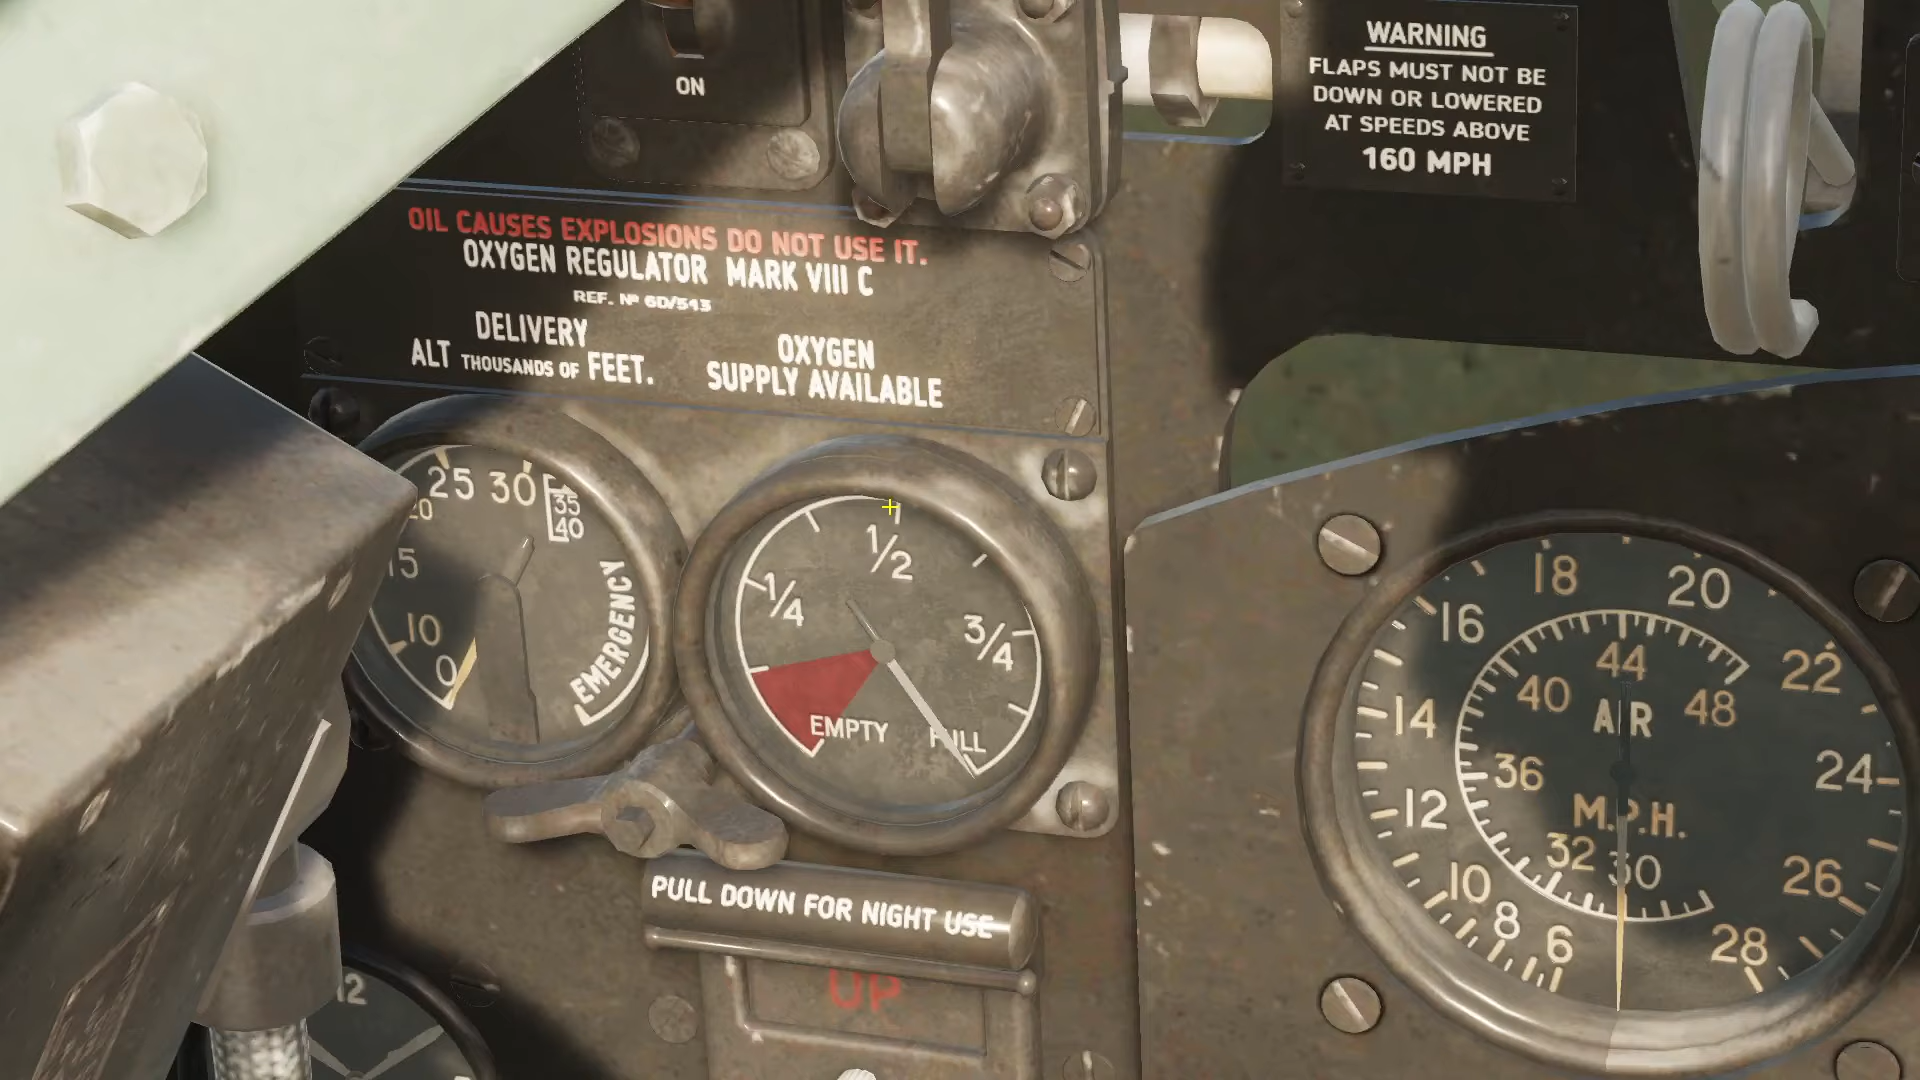 ON
WARNING
FLAPS MUST NOT BE
DOWN OR LOWERED
AT SPEEDS ABOVE
160 MPH
OIL CAUSES EXPLOSIONS DO NOT USE IT.
OXYGEN REGULATOR MARK VIII C
REF. Nº 6D/543
DELIVERY
ALT THOUSANDS OF FEET.
OXYGEN
SUPPLY AVAILABLE
0
10
15
20
25
30
35
40
EMERGENCY
1/4
1/2
3/4
EMPTY
FULL
PULL DOWN FOR NIGHT USE
UP
12
6
8
10
12
14
16
18
20
22
24
26
28
30
32
36
40
44
48
AIR
M.P.H.